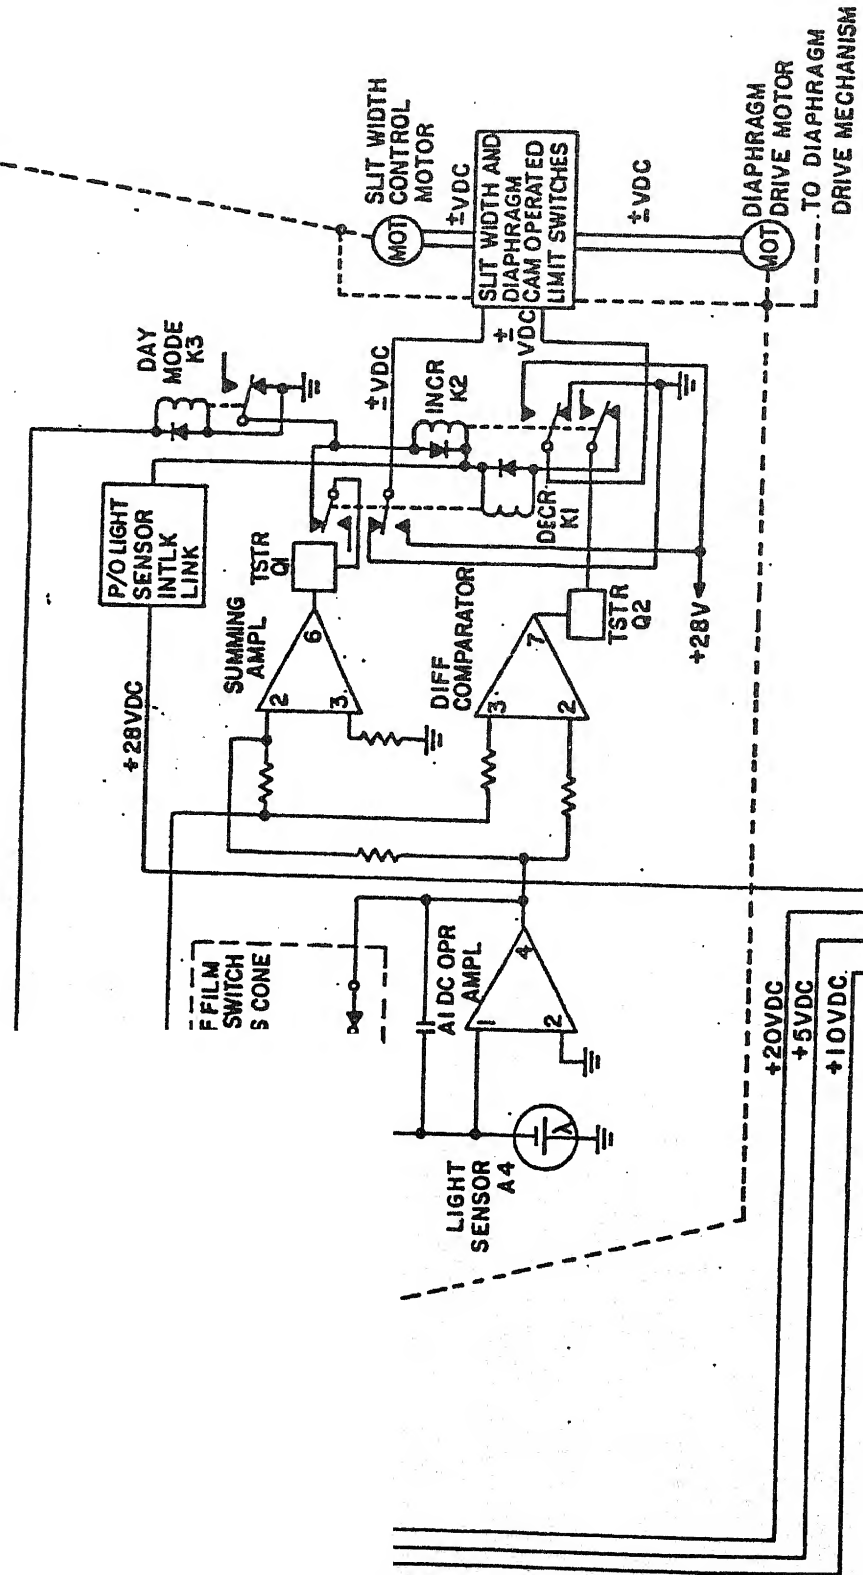 SLIT WIDTH
CONTROL
MOTOR
MOT
±VDC
SLIT WIDTH AND
DIAPHRAGM
CAM OPERATED
LIMIT SWITCHES
±VDC
DIAPHRAGM
DRIVE MOTOR
MOT
TO DIAPHRAGM
DRIVE MECHANISM
DAY
MODE
K3
±VDC
±
VDC
INCR
K2
DECR
K1
P/O LIGHT
SENSOR
INTLK
LINK
TSTR
Q1
TSTR
Q2
+28V
SUMMING
AMPL
2
3
6
DIFF
COMPARATOR
3
2
7
+28VDC
F FILM
SWITCH
S CONE
A1 DC OPR
AMPL
1
2
4
LIGHT
SENSOR
A4
λ
+20VDC
+5VDC
+10VDC